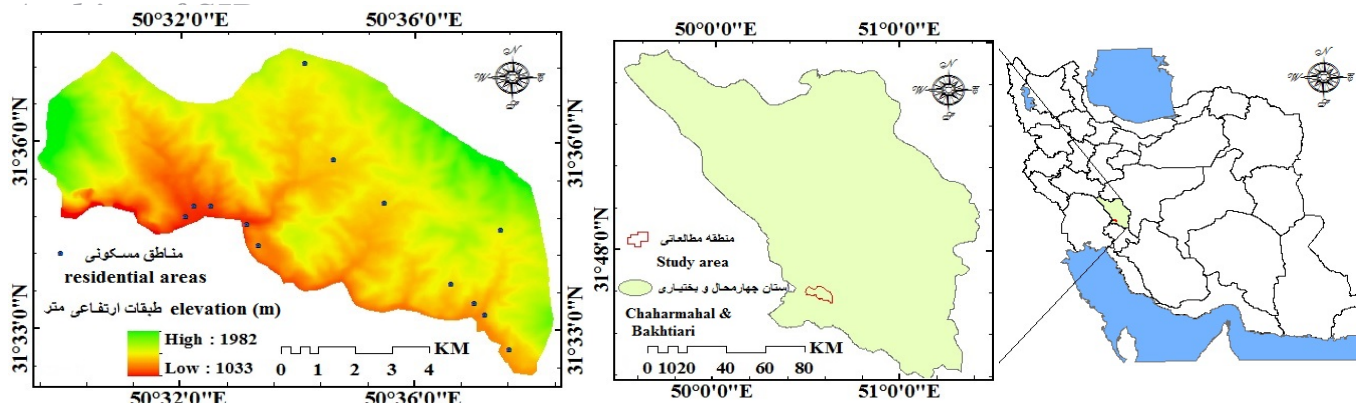 50°32'0"E 50°36'0"E
N
W E
S
31°36'0"N
31°33'0"N
31°36'0"N
31°33'0"N
مناطق مسکونی
residential areas
طبقات ارتفاعی متر elevation (m)
High : 1982
Low : 1033
KM
0 1 2 3 4
50°32'0"E 50°36'0"E
50°0'0"E 51°0'0"E
N
W E
S
31°48'0"N
31°48'0"N
منطقه مطالعاتی
Study area
استان چهارمحال و بختیاری
Chaharmahal &
Bakhtiari
KM
0 1020 40 60 80
50°0'0"E 51°0'0"E
N
W E
S